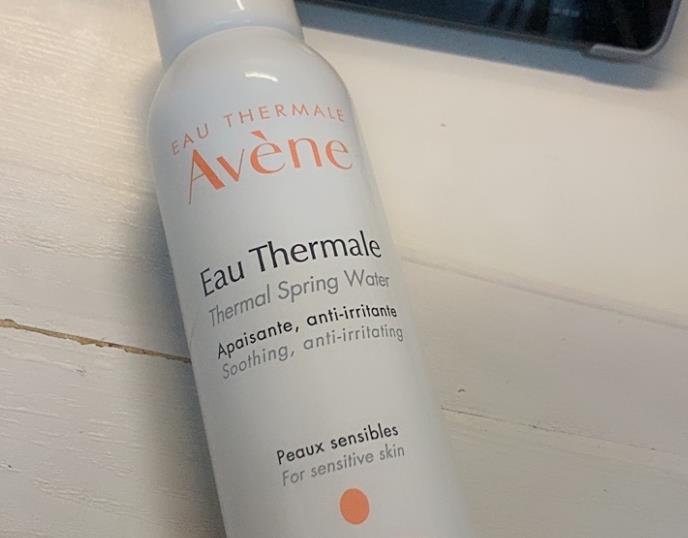 EAU THERMALE
Avène
Eau Thermale
Thermal Spring Water
Apaisante, anti-irritante
Soothing, anti-irritating
Peaux sensibles
For sensitive skin